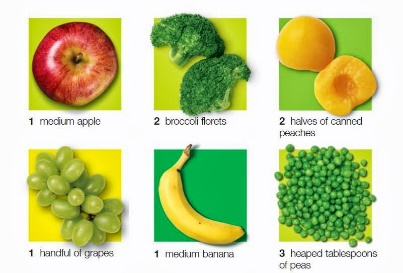 1 medium apple
2 broccoli florets
2 halves of canned
peaches
1 handful of grapes
1 medium banana
3 heaped tablespoons
of peas